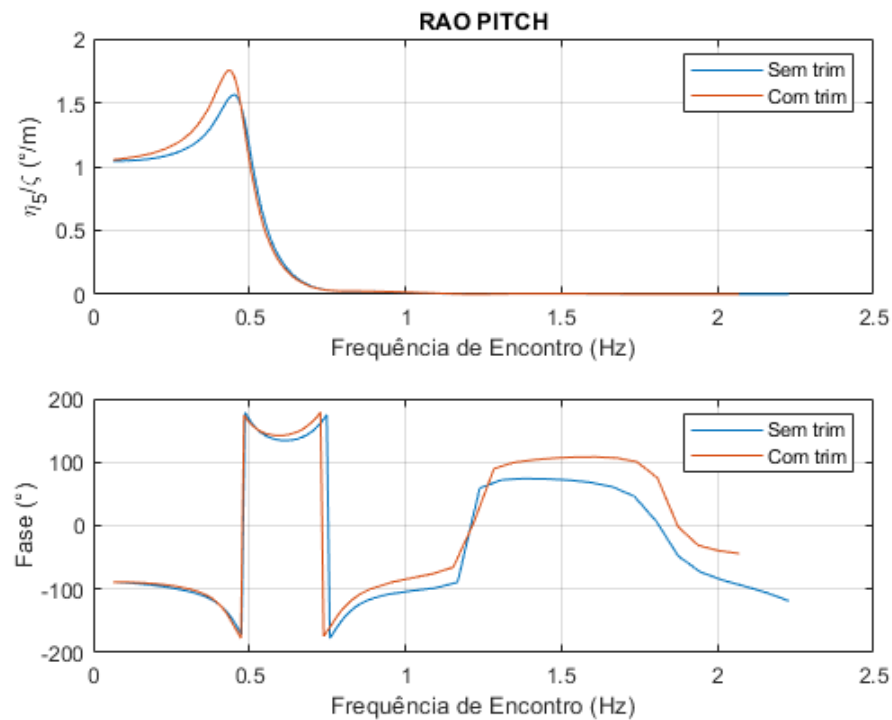 RAO PITCH
2
1.5
1
0.5
0
η5/ζ (°/m)
Sem trim
Com trim
0 0.5 1 1.5 2 2.5
Frequência de Encontro (Hz)
200
100
0
-100
-200
Fase (°)
Sem trim
Com trim
0 0.5 1 1.5 2 2.5
Frequência de Encontro (Hz)